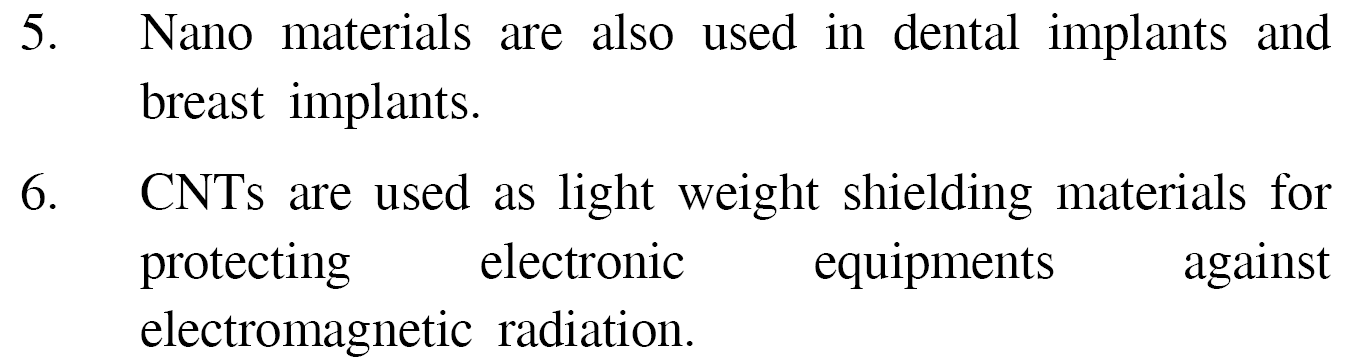 5. Nano materials are also used in dental implants and
breast implants.
6. CNTs are used as light weight shielding materials for
protecting electronic equipments against
electromagnetic radiation.